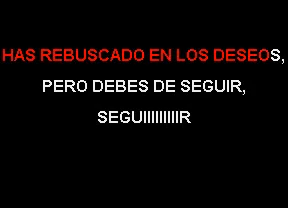 HAS REBUSCADO EN LOS DESEOS,
PERO DEBES DE SEGUIR,
SEGUIIIIIIIIIR